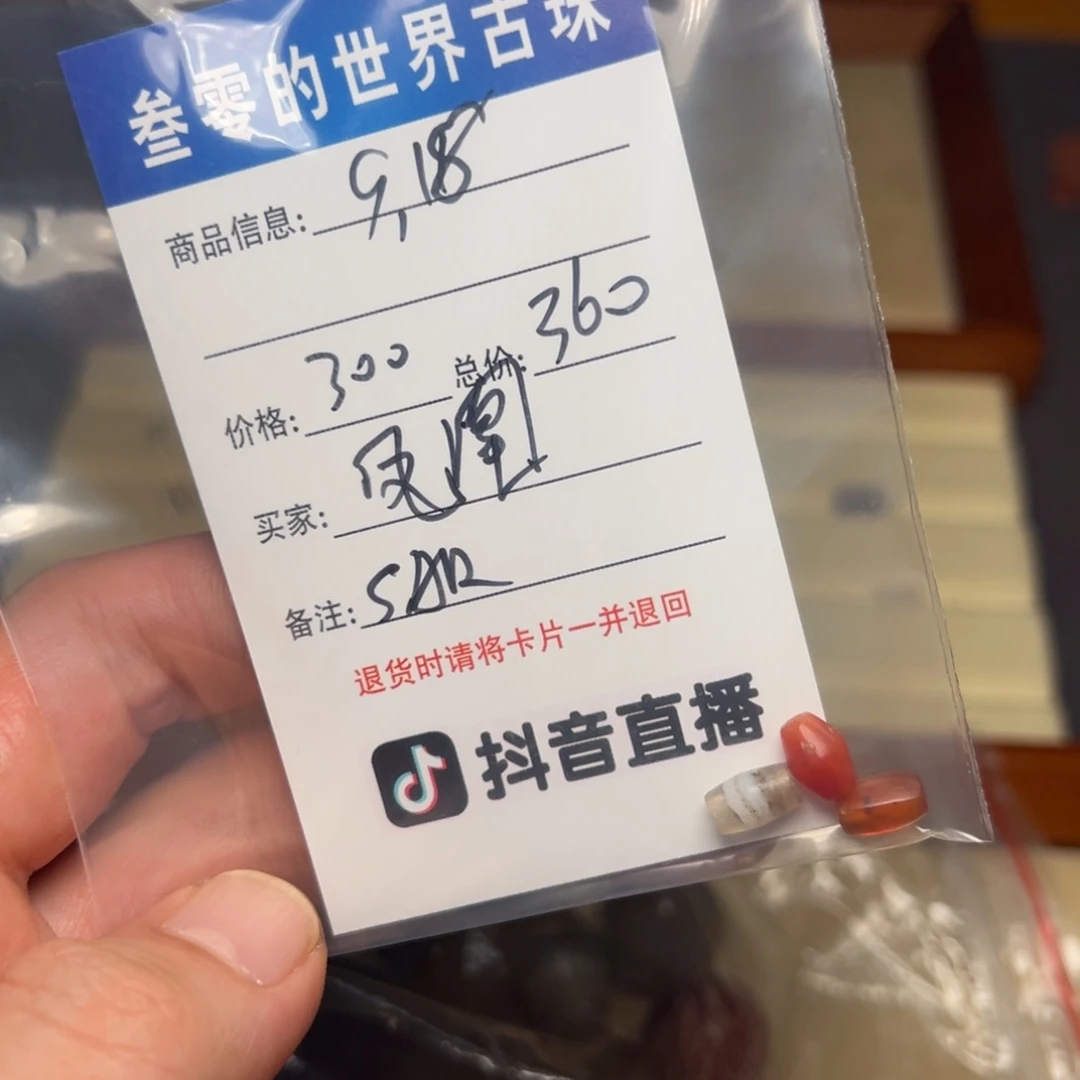 叁零的世界古珠
商品信息: 9,18
价格: 300 总价: 360
买家: 凤凰
备注:
退货时请将卡片一并退回
抖音直播